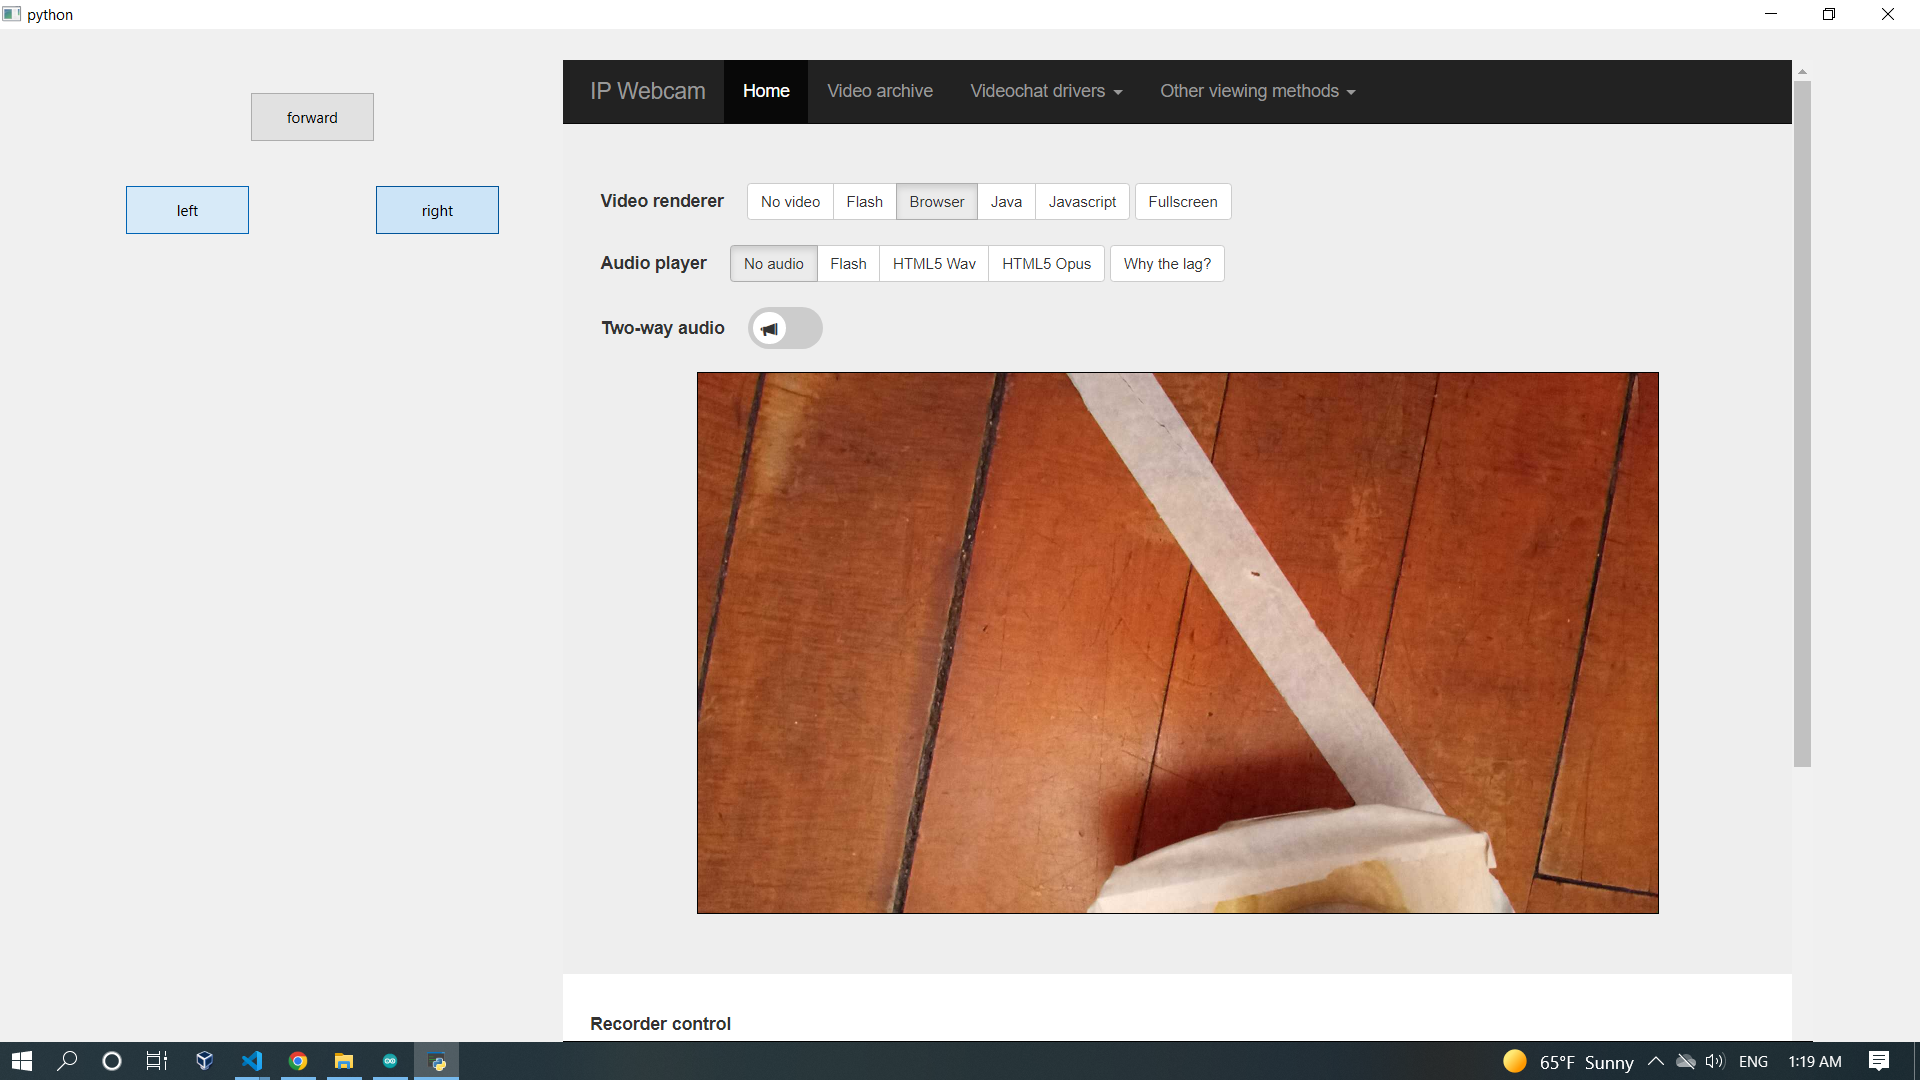 python
forward
left
right
IP Webcam Home Video archive Videochat drivers Other viewing methods
Video renderer No video Flash Browser Java Javascript Fullscreen
Audio player No audio Flash HTML5 Wav HTML5 Opus Why the lag?
Two-way audio
Recorder control
65°F Sunny ENG 1:19 AM